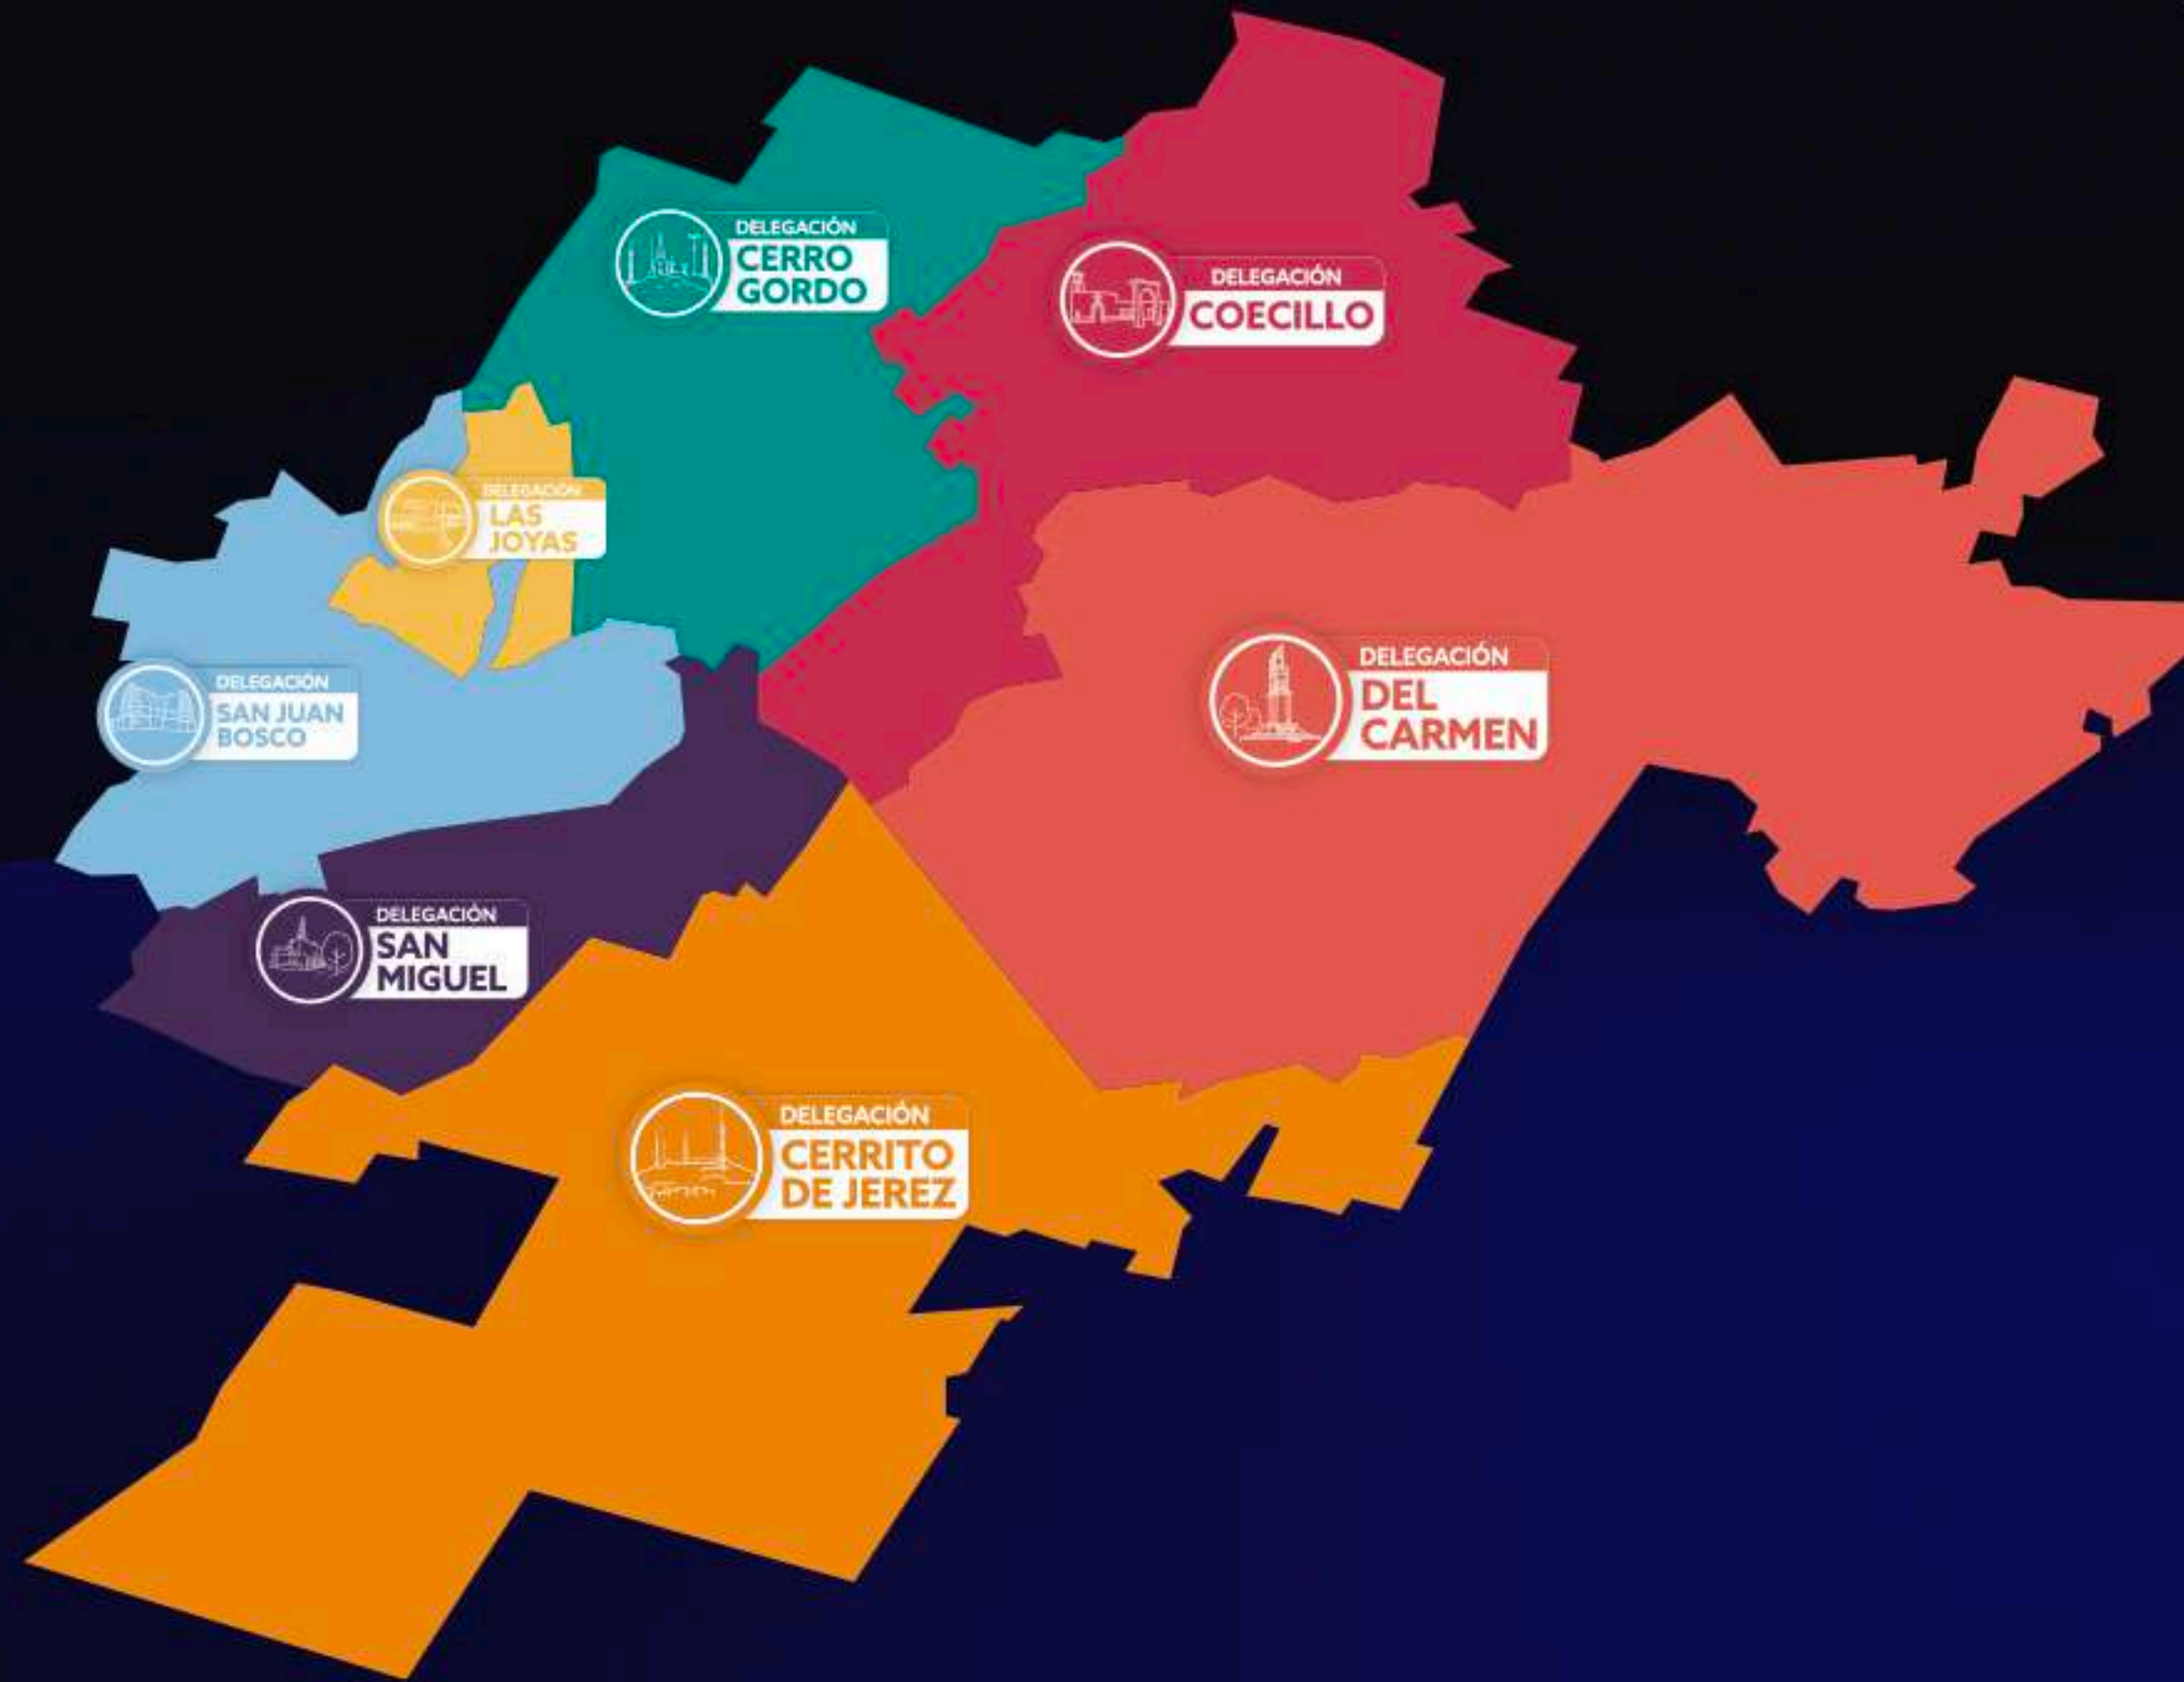 DELEGACIÓN
CERRO
GORDO
DELEGACIÓN
COECILLO
DELEGACIÓN
LAS
JOYAS
DELEGACIÓN
SAN JUAN
BOSCO
DELEGACIÓN
DEL
CARMEN
DELEGACIÓN
SAN
MIGUEL
DELEGACIÓN
CERRITO
DE JEREZ